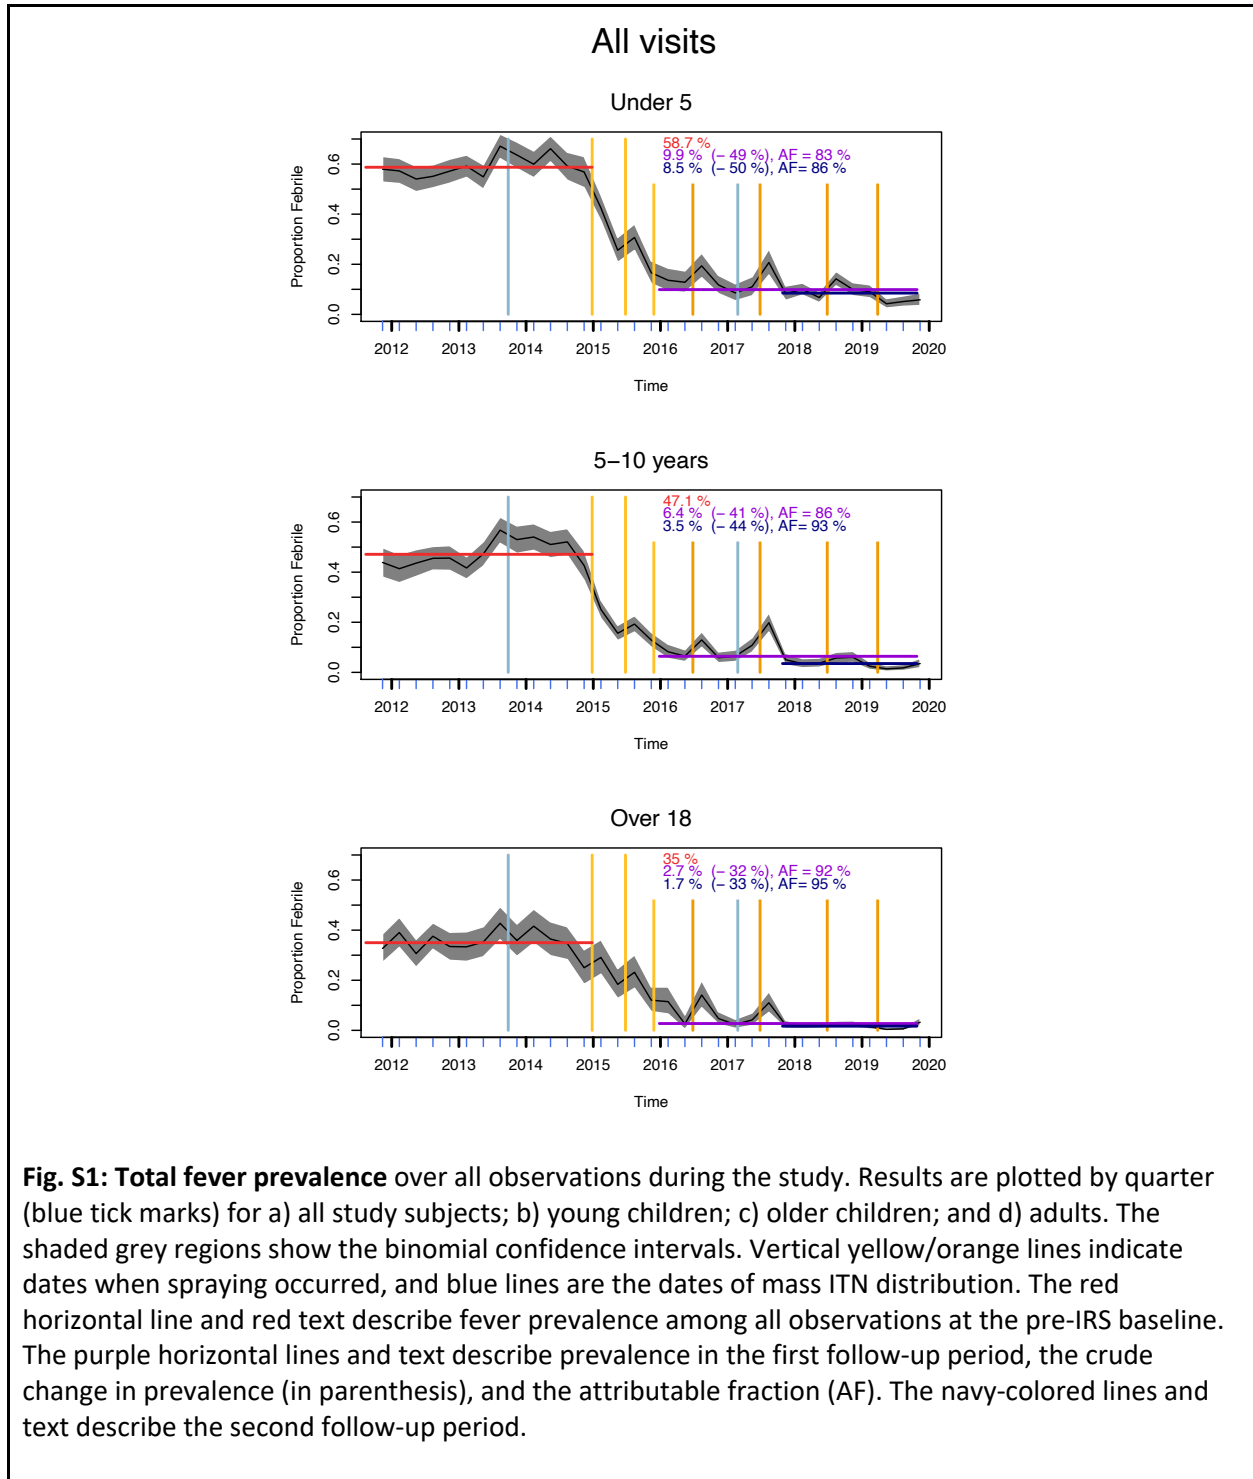 All visits
Under 5
58.7 %
9.9 % (− 49 %), AF = 83 %
8.5 % (− 50 %), AF= 86 %
Proportion Febrile
0.6
0.4
0.2
0.0
2012 2013 2014 2015 2016 2017 2018 2019 2020
Time
5−10 years
47.1 %
6.4 % (− 41 %), AF = 86 %
3.5 % (− 44 %), AF= 93 %
Proportion Febrile
0.6
0.4
0.2
0.0
2012 2013 2014 2015 2016 2017 2018 2019 2020
Time
Over 18
35 %
2.7 % (− 32 %), AF = 92 %
1.7 % (− 33 %), AF= 95 %
Proportion Febrile
0.6
0.4
0.2
0.0
2012 2013 2014 2015 2016 2017 2018 2019 2020
Time
Fig. S1: Total fever prevalence over all observations during the study. Results are plotted by quarter
(blue tick marks) for a) all study subjects; b) young children; c) older children; and d) adults. The
shaded grey regions show the binomial confidence intervals. Vertical yellow/orange lines indicate
dates when spraying occurred, and blue lines are the dates of mass ITN distribution. The red
horizontal line and red text describe fever prevalence among all observations at the pre-IRS baseline.
The purple horizontal lines and text describe prevalence in the first follow-up period, the crude
change in prevalence (in parenthesis), and the attributable fraction (AF). The navy-colored lines and
text describe the second follow-up period.